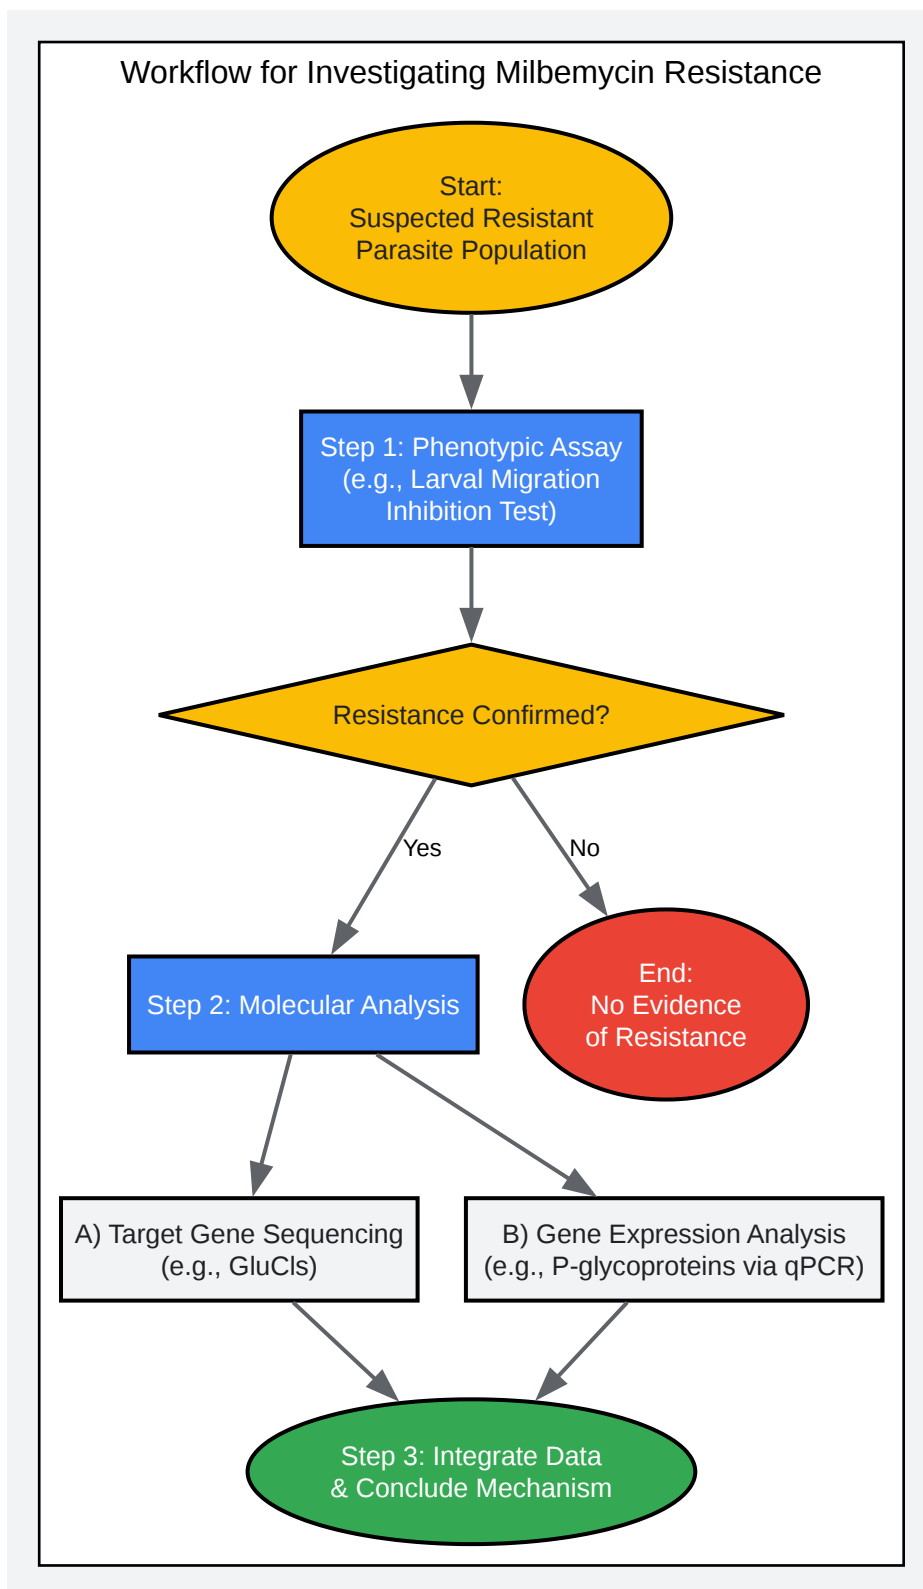 Workflow for Investigating Milbemycin Resistance
Start:
Suspected Resistant
Parasite Population
Step 1: Phenotypic Assay
(e.g., Larval Migration
Inhibition Test)
Resistance Confirmed?
Yes
No
Step 2: Molecular Analysis
End:
No Evidence
of Resistance
A) Target Gene Sequencing
(e.g., GluCls)
B) Gene Expression Analysis
(e.g., P-glycoproteins via qPCR)
Step 3: Integrate Data
& Conclude Mechanism